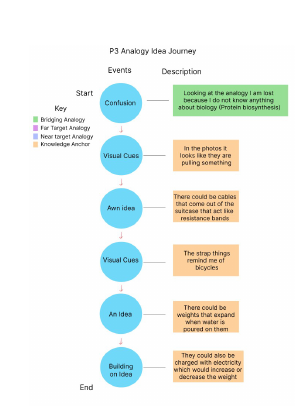 P3 Analogy Idea Journey
Events
Description
Start
Key
Bridging Analogy
Far Target Analogy
Near target Analogy
Knowledge Anchor
Confusion
Looking at the analogy I am lost
because I do not know anything
about biology (Protein biosynthesis)
Visual Cues
In the photos it
looks like they are
pulling something
Awn idea
There could be cables
that come out of the
suitcase that act like
resistance bands
Visual Cues
The strap things
remind me of
bicycles
An Idea
There could be
weights that expand
when water is
poured on them
Building
on Idea
They could also be
charged with electricity
which would increase or
decrease the weight
End